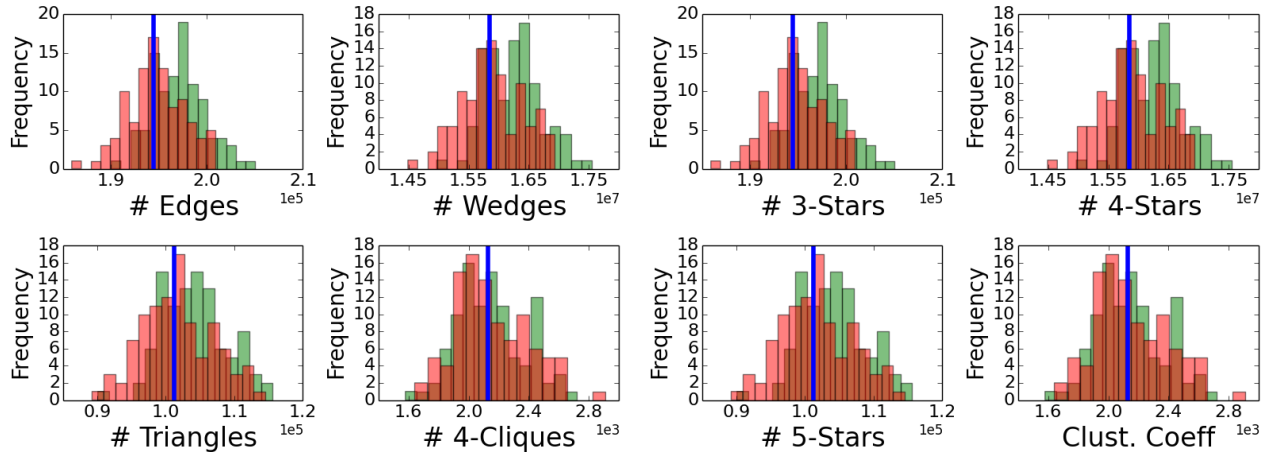 20
15
10
5
0
Frequency
1.9 2.0 2.1
1e5
# Edges
18
16
14
12
10
8
6
4
2
0
Frequency
1.45 1.55 1.65 1.75
1e7
# Wedges
20
15
10
5
0
Frequency
1.9 2.0 2.1
1e5
# 3-Stars
18
16
14
12
10
8
6
4
2
0
Frequency
1.45 1.55 1.65 1.75
1e7
# 4-Stars
18
16
14
12
10
8
6
4
2
0
Frequency
0.9 1.0 1.1 1.2
1e5
# Triangles
18
16
14
12
10
8
6
4
2
0
Frequency
1.6 2.0 2.4 2.8
1e3
# 4-Cliques
18
16
14
12
10
8
6
4
2
0
Frequency
0.9 1.0 1.1 1.2
1e5
# 5-Stars
18
16
14
12
10
8
6
4
2
0
Frequency
1.6 2.0 2.4 2.8
1e3
Clust. Coeff